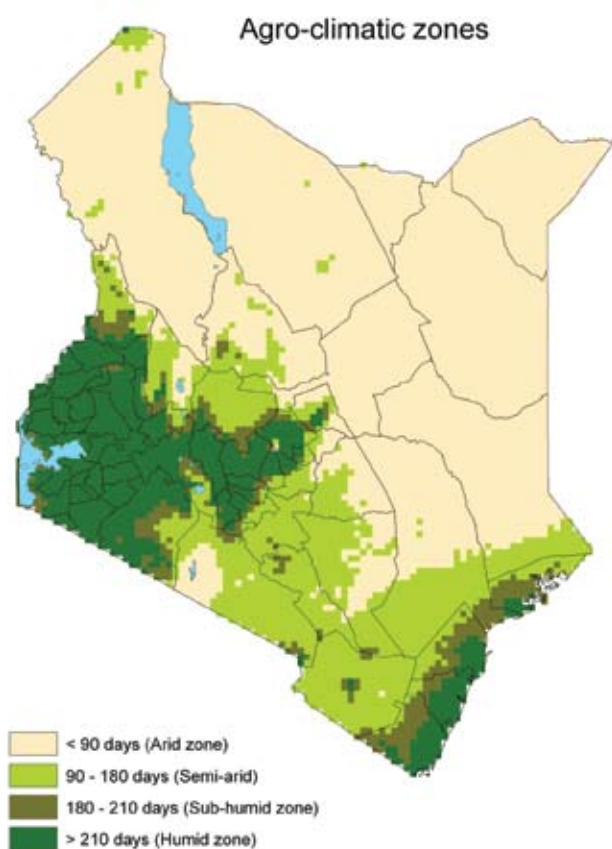 Agro-climatic zones
< 90 days (Arid zone)
90 - 180 days (Semi-arid)
180 - 210 days (Sub-humid zone)
> 210 days (Humid zone)